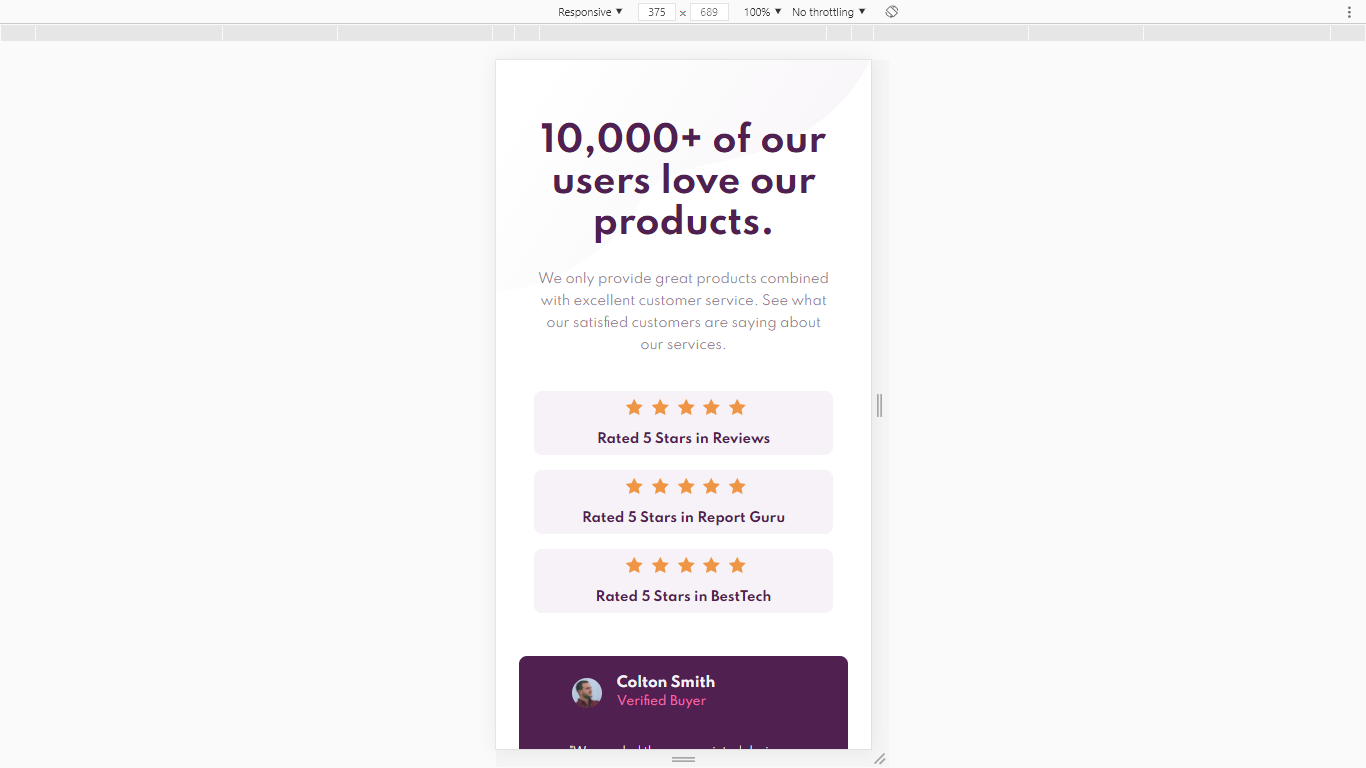 Responsive ▼ 375 × 689 100% ▼ No throttling ▼
10,000+ of our
users love our
products.
We only provide great products combined
with excellent customer service. See what
our satisfied customers are saying about
our services.
Rated 5 Stars in Reviews
Rated 5 Stars in Report Guru
Rated 5 Stars in BestTech
Colton Smith
Verified Buyer